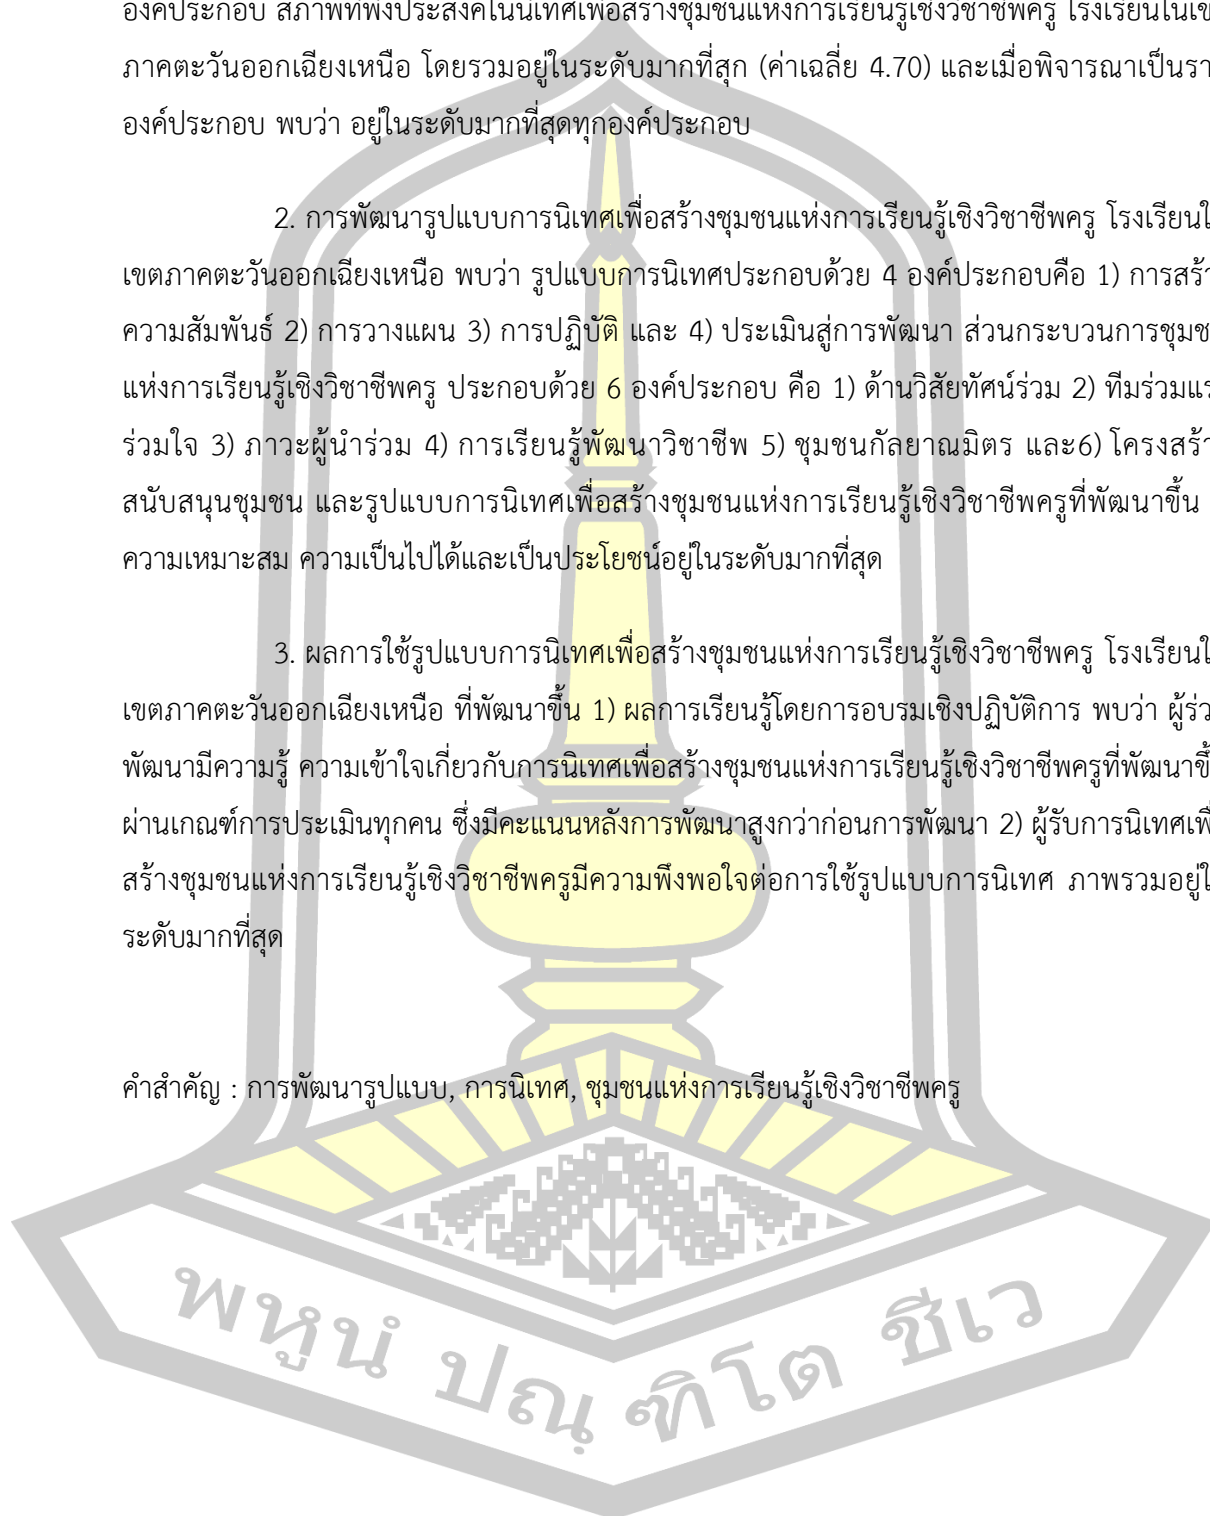 องค์ประกอบ สภาพที่พึงประสงค์ในนิเทศเพื่อสร้างชุมชนแห่งการเรียนรู้เชิงวิชาชีพครู โรงเรียนในเข
ภาคตะวันออกเฉียงเหนือ โดยรวมอยู่ในระดับมากที่สุก (ค่าเฉลี่ย 4.70) และเมื่อพิจารณาเป็นรา
องค์ประกอบ พบว่า อยู่ในระดับมากที่สุดทุกองค์ประกอบ
2. การพัฒนารูปแบบการนิเทศเพื่อสร้างชุมชนแห่งการเรียนรู้เชิงวิชาชีพครู โรงเรียนใ
เขตภาคตะวันออกเฉียงเหนือ พบว่า รูปแบบการนิเทศประกอบด้วย 4 องค์ประกอบคือ 1) การสร้า
ความสัมพันธ์ 2) การวางแผน 3) การปฏิบัติ และ 4) ประเมินสู่การพัฒนา ส่วนกระบวนการชุมช
แห่งการเรียนรู้เชิงวิชาชีพครู ประกอบด้วย 6 องค์ประกอบ คือ 1) ด้านวิสัยทัศน์ร่วม 2) ทีมร่วมแร
ร่วมใจ 3) ภาวะผู้นำร่วม 4) การเรียนรู้พัฒนาวิชาชีพ 5) ชุมชนกัลยาณมิตร และ6) โครงสร้า
สนับสนุนชุมชน และรูปแบบการนิเทศเพื่อสร้างชุมชนแห่งการเรียนรู้เชิงวิชาชีพครูที่พัฒนาขึ้น
ความเหมาะสม ความเป็นไปได้และเป็นประโยชน์อยู่ในระดับมากที่สุด
3. ผลการใช้รูปแบบการนิเทศเพื่อสร้างชุมชนแห่งการเรียนรู้เชิงวิชาชีพครู โรงเรียนใ
เขตภาคตะวันออกเฉียงเหนือ ที่พัฒนาขึ้น 1) ผลการเรียนรู้โดยการอบรมเชิงปฏิบัติการ พบว่า ผู้ร่ว
พัฒนามีความรู้ ความเข้าใจเกี่ยวกับการนิเทศเพื่อสร้างชุมชนแห่งการเรียนรู้เชิงวิชาชีพครูที่พัฒนาขึ้
ผ่านเกณฑ์การประเมินทุกคน ซึ่งมีคะแนนหลังการพัฒนาสูงกว่าก่อนการพัฒนา 2) ผู้รับการนิเทศเพื่
สร้างชุมชนแห่งการเรียนรู้เชิงวิชาชีพครูมีความพึงพอใจต่อการใช้รูปแบบการนิเทศ ภาพรวมอยู่ใ
ระดับมากที่สุด
คำสำคัญ : การพัฒนารูปแบบ, การนิเทศ, ชุมชนแห่งการเรียนรู้เชิงวิชาชีพครู
พหูนํ ปณฺฑิโต ชีเว